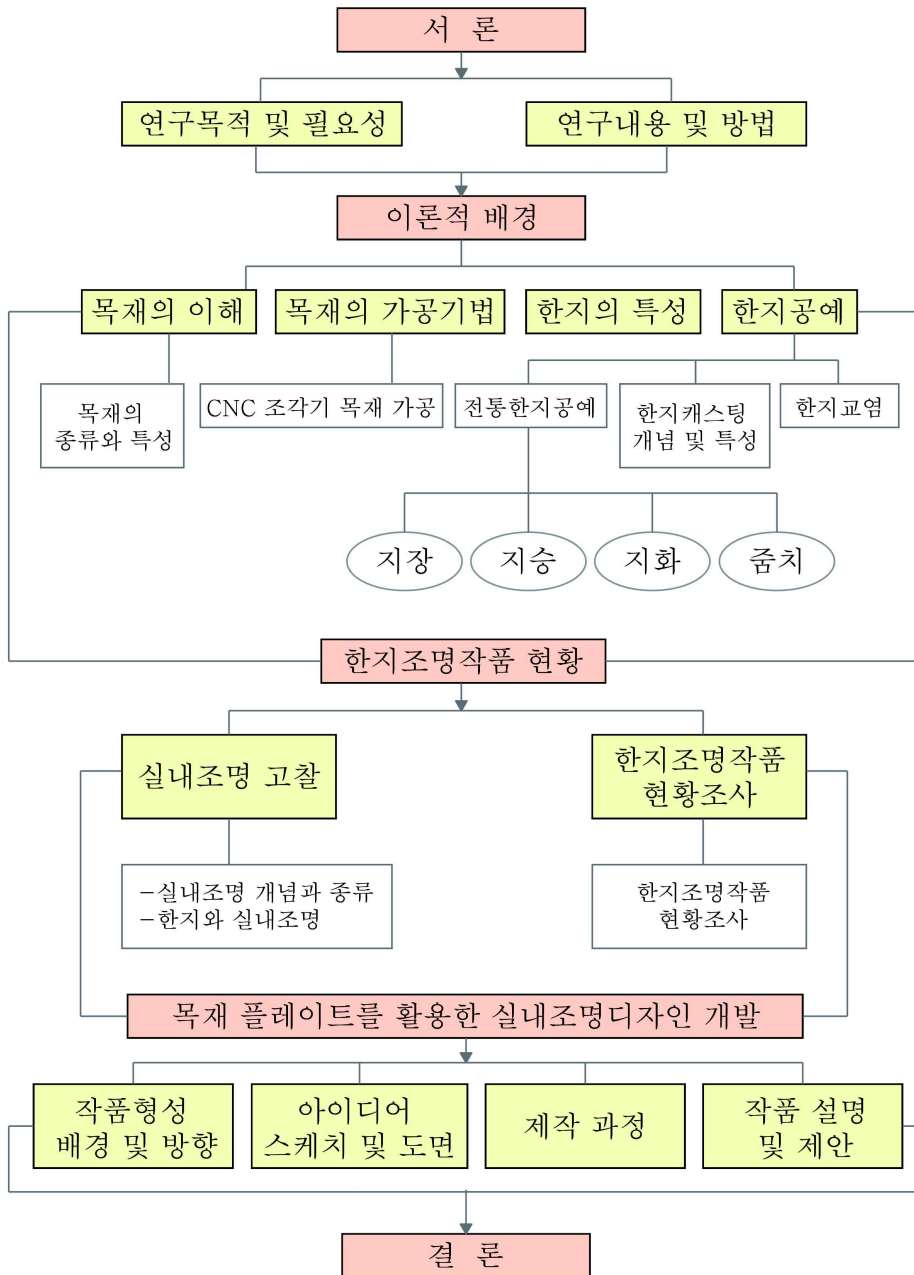 서 론
연구목적 및 필요성
연구내용 및 방법
이론적 배경
목재의 이해
목재의 가공기법
한지의 특성
한지공예
목재의
종류와 특성
CNC 조각기 목재 가공
전통한지공예
한지캐스팅
개념 및 특성
한지교염
지장
지승
지화
줌치
한지조명작품 현황
실내조명 고찰
한지조명작품
현황조사
-실내조명 개념과 종류
-한지와 실내조명
한지조명작품
현황조사
목재 플레이트를 활용한 실내조명디자인 개발
작품형성
배경 및 방향
아이디어
스케치 및 도면
제작 과정
작품 설명
및 제안
결 론